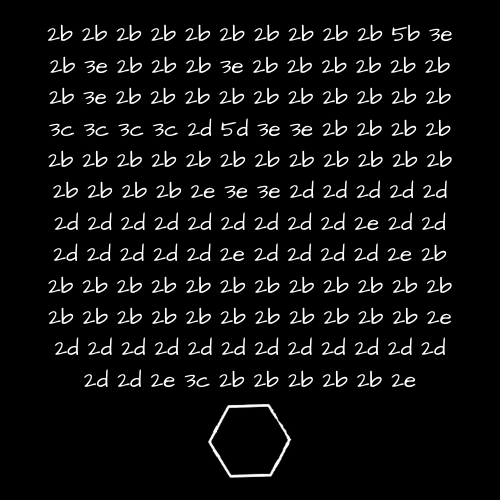 2b 2b 2b 2b 2b 2b 2b 2b 2b 2b 5b 3e
2b 3e 2b 2b 2b 3e 2b 2b 2b 2b 2b 2b
2b 3e 2b 2b 2b 2b 2b 2b 2b 2b 2b 2b
3c 3c 3c 3c 2d 5d 3e 3e 2b 2b 2b 2b
2b 2b 2b 2b 2b 2b 2b 2b 2b 2b 2b 2b
2b 2b 2b 2b 2e 3e 3e 2d 2d 2d 2d 2d
2d 2d 2d 2d 2d 2d 2d 2d 2d 2e 2d 2d
2d 2d 2d 2d 2d 2e 2d 2d 2d 2d 2e 2b
2b 2b 2b 2b 2b 2b 2b 2b 2b 2b 2b 2b
2b 2b 2b 2b 2b 2b 2b 2b 2b 2b 2b 2e
2d 2d 2d 2d 2d 2d 2d 2d 2d 2d 2d 2d
2d 2d 2e 3c 2b 2b 2b 2b 2b 2e